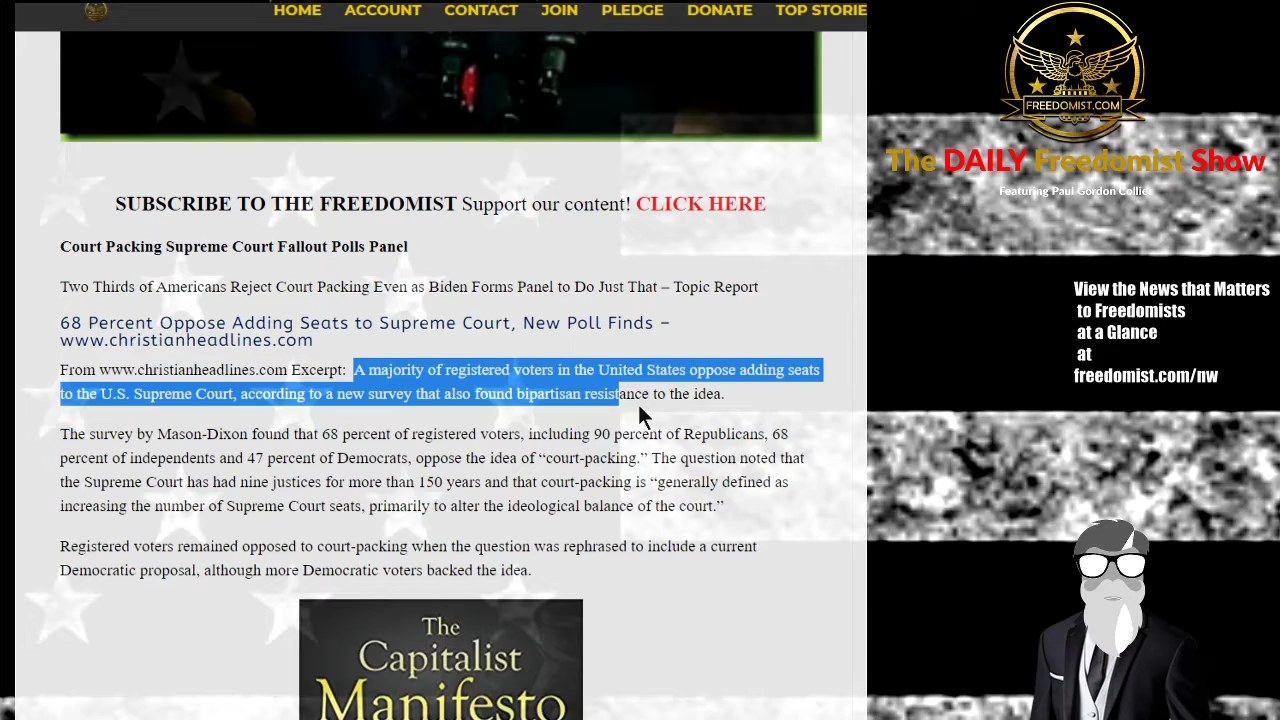 HOME ACCOUNT CONTACT JOIN PLEDGE DONATE TOP STORIE
SUBSCRIBE TO THE FREEDOMIST Support our content! CLICK HERE
Court Packing Supreme Court Fallout Polls Panel
Two Thirds of Americans Reject Court Packing Even as Biden Forms Panel to Do Just That – Topic Report
68 Percent Oppose Adding Seats to Supreme Court, New Poll Finds –
www.christianheadlines.com
From www.christianheadlines.com Excerpt: A majority of registered voters in the United States oppose adding seats
to the U.S. Supreme Court, according to a new survey that also found bipartisan resistance to the idea.
The survey by Mason-Dixon found that 68 percent of registered voters, including 90 percent of Republicans, 68
percent of independents and 47 percent of Democrats, oppose the idea of “court-packing.” The question noted that
the Supreme Court has had nine justices for more than 150 years and that court-packing is “generally defined as
increasing the number of Supreme Court seats, primarily to alter the ideological balance of the court.”
Registered voters remained opposed to court-packing when the question was rephrased to include a current
Democratic proposal, although more Democratic voters backed the idea.
The
Capitalist
Manifesto
FREEDOMIST.COM
The DAILY Freedomist Show
Featuring Paul Gordon Collier
View the News that Matters
to Freedomists
at a Glance
at
freedomist.com/nw